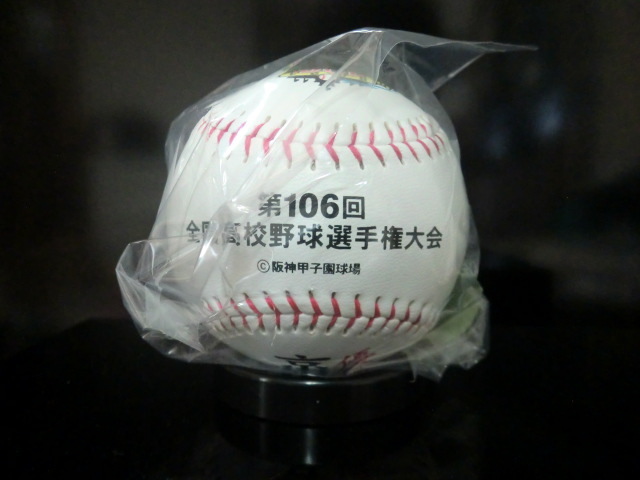 第106回
全国高校野球選手権大会
©阪神甲子園球場
京